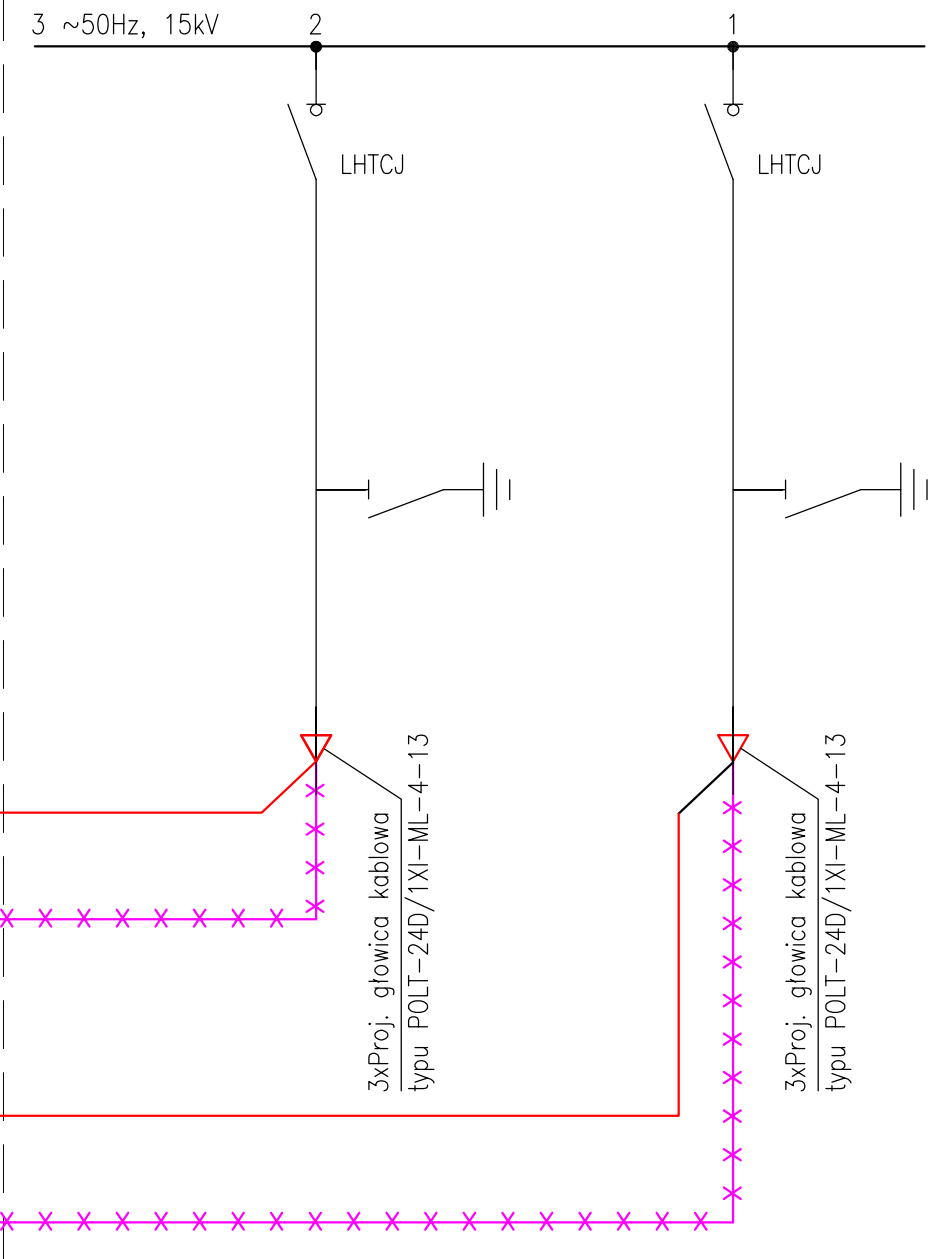 3 ~50Hz, 15kV
2
1
LHTCJ
LHTCJ
3xProj. głowica kablowa
typu POLT-24D/1XI-ML-4-13
3xProj. głowica kablowa
typu POLT-24D/1XI-ML-4-13